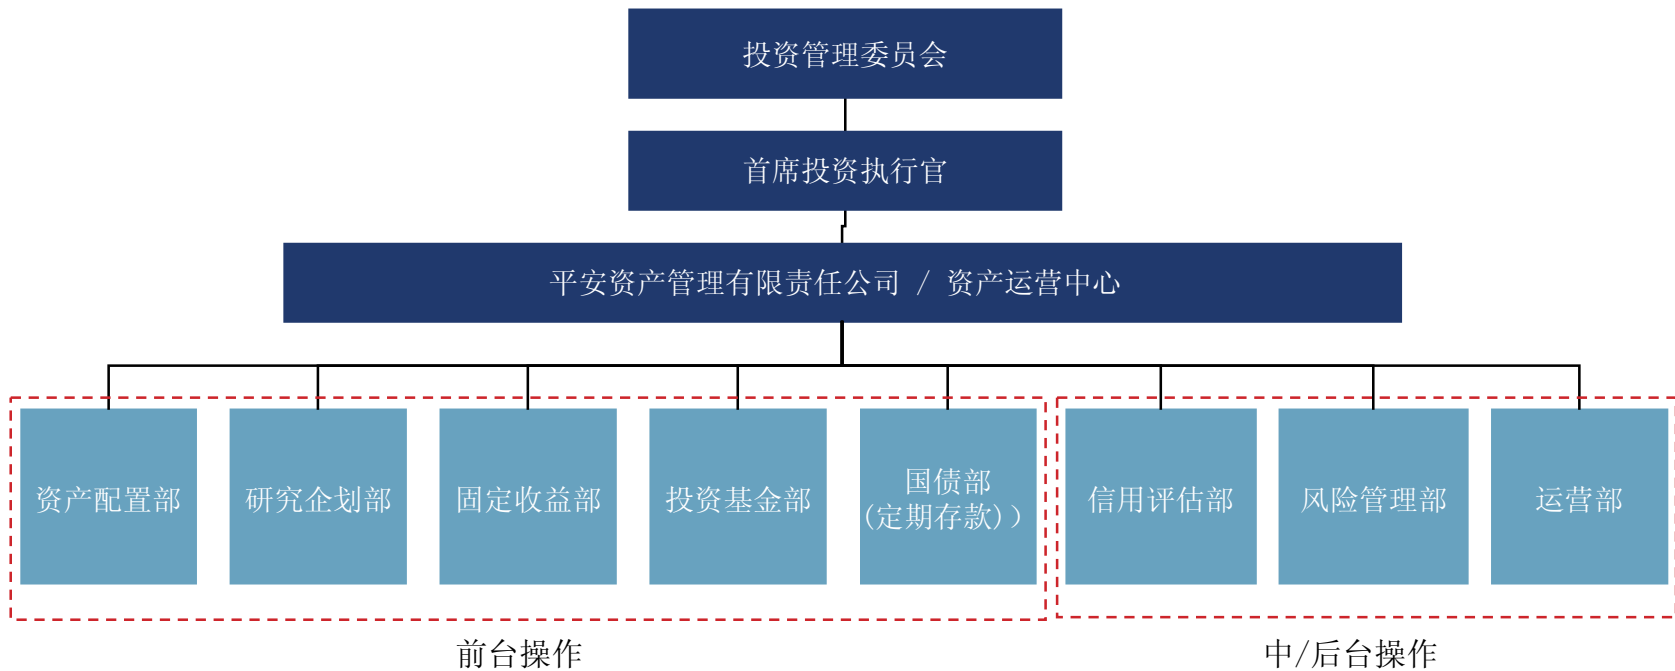 投资管理委员会
首席投资执行官
平安资产管理有限责任公司 / 资产运营中心
资产配置部
研究企划部
固定收益部
投资基金部
国债部
(定期存款)）
信用评估部
风险管理部
运营部
前台操作
中/后台操作